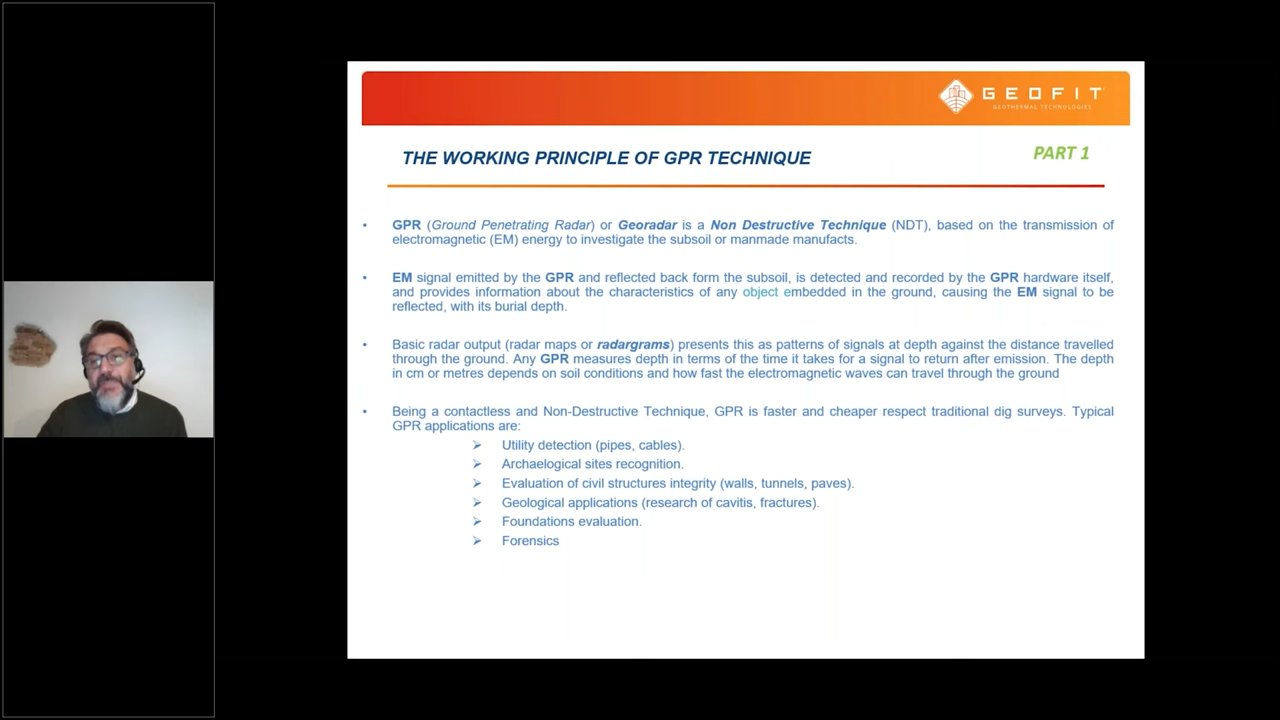 GEOFIT
GEOTHERMAL TECHNOLOGIES
THE WORKING PRINCIPLE OF GPR TECHNIQUE
PART 1
• GPR (Ground Penetrating Radar) or Georadar is a Non Destructive Technique (NDT), based on the transmission of
electromagnetic (EM) energy to investigate the subsoil or manmade manufacts.
• EM signal emitted by the GPR and reflected back form the subsoil, is detected and recorded by the GPR hardware itself,
and provides information about the characteristics of any object embedded in the ground, causing the EM signal to be
reflected, with its burial depth.
• Basic radar output (radar maps or radargrams) presents this as patterns of signals at depth against the distance travelled
through the ground. Any GPR measures depth in terms of the time it takes for a signal to return after emission. The depth
in cm or metres depends on soil conditions and how fast the electromagnetic waves can travel through the ground
• Being a contactless and Non-Destructive Technique, GPR is faster and cheaper respect traditional dig surveys. Typical
GPR applications are:
➢ Utility detection (pipes, cables).
➢ Archaelogical sites recognition.
➢ Evaluation of civil structures integrity (walls, tunnels, paves).
➢ Geological applications (research of cavitis, fractures).
➢ Foundations evaluation.
➢ Forensics